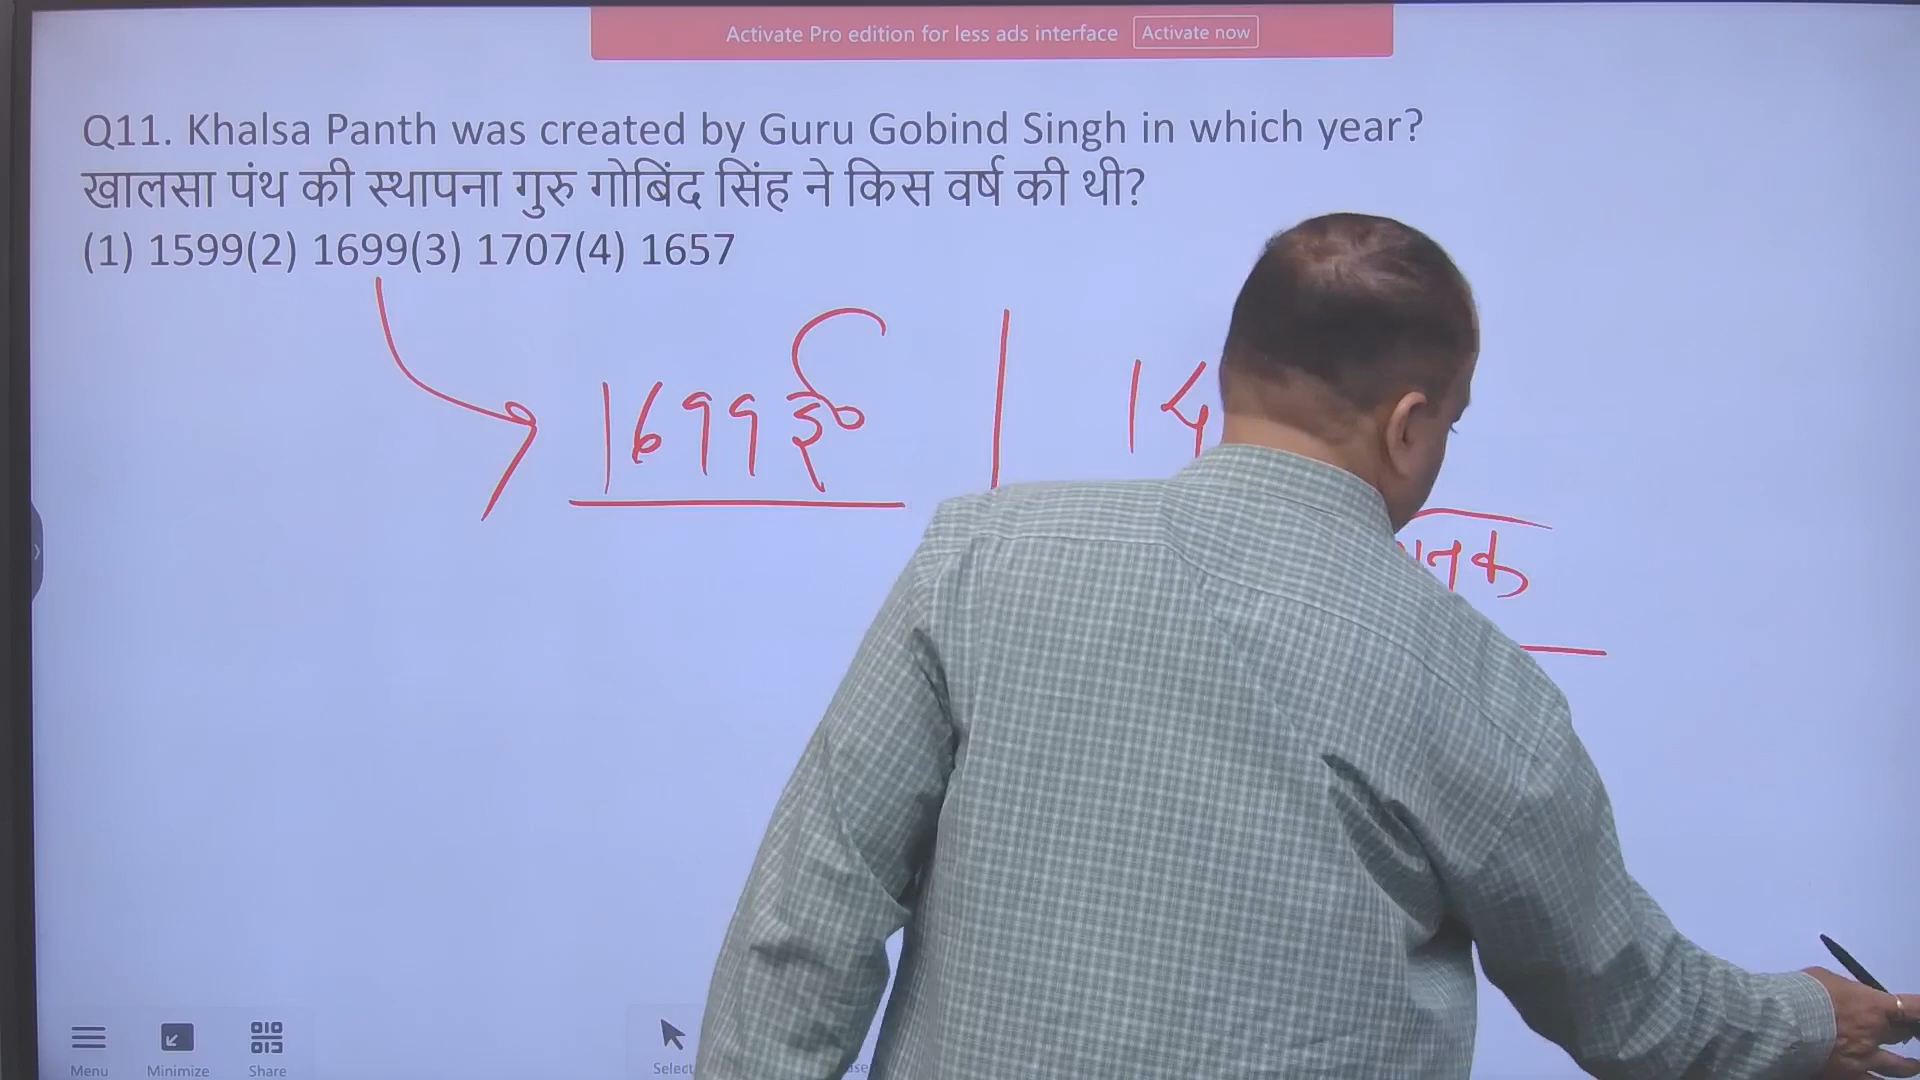 Activate Pro edition for less ads interface Activate now
Q11. Khalsa Panth was created by Guru Gobind Singh in which year?
खालसा पंथ की स्थापना गुरु गोबिंद सिंह ने किस वर्ष की थी?
(1) 1599(2) 1699(3) 1707(4) 1657
1699 ई०
Menu Minimize Share Select